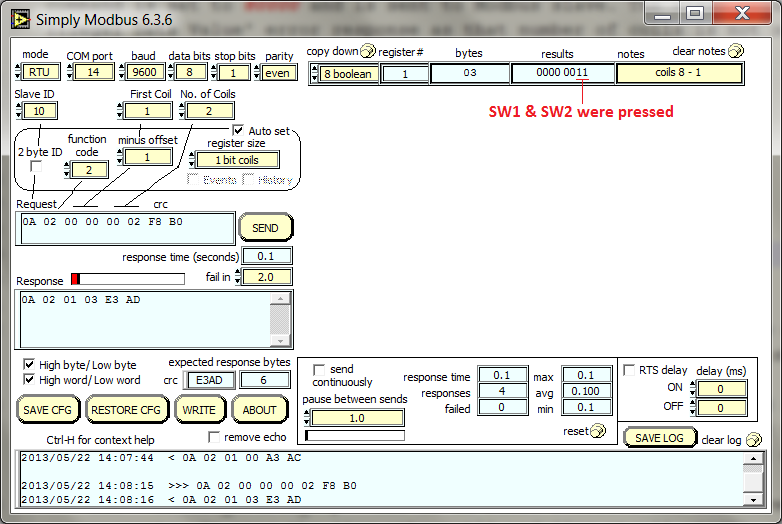 Simply Modbus 6.3.6
mode COM port baud data bits stop bits parity
RTU 14 9600 8 1 even
copy down register # bytes results notes clear notes
8 boolean 1 03 0000 0011 coils 8 - 1
SW1 & SW2 were pressed
Slave ID First Coil No. of Coils
10 1 2
Auto set
2 byte ID function code minus offset register size
2 1 1 bit coils
Events History
Request crc
0A 02 00 00 00 02 F8 B0
SEND
response time (seconds) 0.1
Response fail in 2.0
0A 02 01 03 E3 AD
High byte/Low byte expected response bytes
High word/Low word crc E3AD 6
SAVE CFG RESTORE CFG WRITE ABOUT
Ctrl-H for context help remove echo
send continuously
pause between sends
1.0
response time 0.1 max 0.1
responses 4 avg 0.100
failed 0 min 0.1
reset
RTS delay delay (ms)
ON 0
OFF 0
SAVE LOG clear log
2013/05/22 14:07:44 < 0A 02 01 00 A3 AC
2013/05/22 14:08:15 >>> 0A 02 00 00 00 02 F8 B0
2013/05/22 14:08:16 < 0A 02 01 03 E3 AD